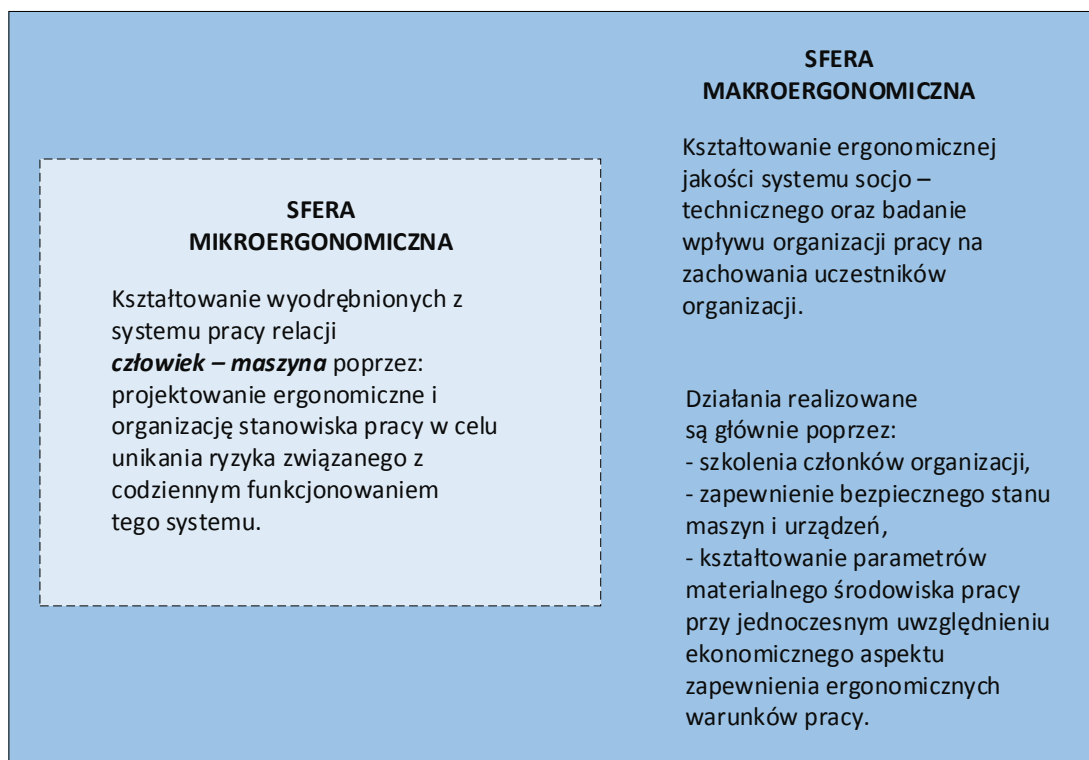 SFERA
MIKROERGONOMICZNA
Kształtowanie wyodrębnionych z
systemu pracy relacji
człowiek – maszyna poprzez:
projektowanie ergonomiczne i
organizację stanowiska pracy w celu
unikania ryzyka związanego z
codziennym funkcjonowaniem
tego systemu.
SFERA
MAKROERGONOMICZNA
Kształtowanie ergonomicznej
jakości systemu socjo –
technicznego oraz badanie
wpływu organizacji pracy na
zachowania uczestników
organizacji.
Działania realizowane
są głównie poprzez:
- szkolenia członków organizacji,
- zapewnienie bezpiecznego stanu
maszyn i urządzeń,
- kształtowanie parametrów
materialnego środowiska pracy
przy jednoczesnym uwzględnieniu
ekonomicznego aspektu
zapewnienia ergonomicznych
warunków pracy.